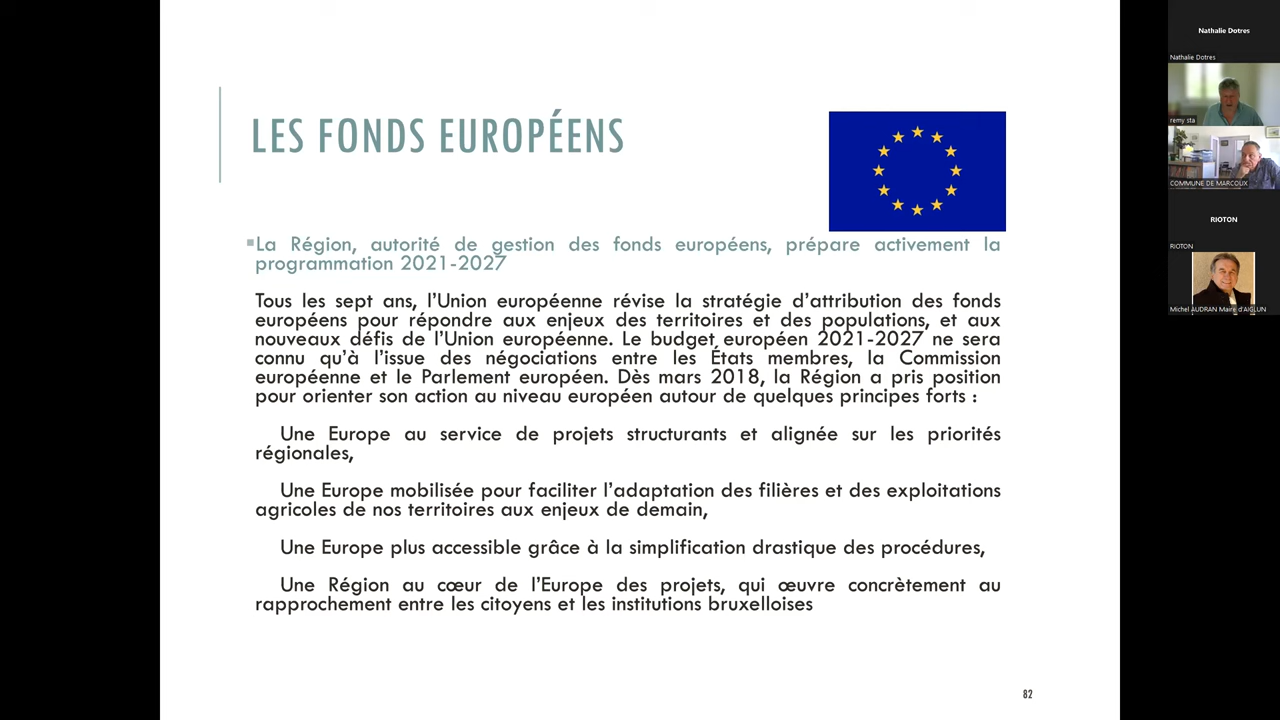 LES FONDS EUROPÉENS
La Région, autorité de gestion des fonds européens, prépare activement la
programmation 2021-2027
Tous les sept ans, l’Union européenne révise la stratégie d’attribution des fonds
européens pour répondre aux enjeux des territoires et des populations, et aux
nouveaux défis de l’Union européenne. Le budget européen 2021-2027 ne sera
connu qu’à l’issue des négociations entre les États membres, la Commission
européenne et le Parlement européen. Dès mars 2018, la Région a pris position
pour orienter son action au niveau européen autour de quelques principes forts :
Une Europe au service de projets structurants et alignée sur les priorités
régionales,
Une Europe mobilisée pour faciliter l’adaptation des filières et des exploitations
agricoles de nos territoires aux enjeux de demain,
Une Europe plus accessible grâce à la simplification drastique des procédures,
Une Région au cœur de l’Europe des projets, qui œuvre concrètement au
rapprochement entre les citoyens et les institutions bruxelloises
82
Nathalie Dotres
Nathalie Dotres
remy sta
COMMUNE DE MARCOUX
RIOTON
RIOTON
Michel AUDRAN Maire d'AIGLUN